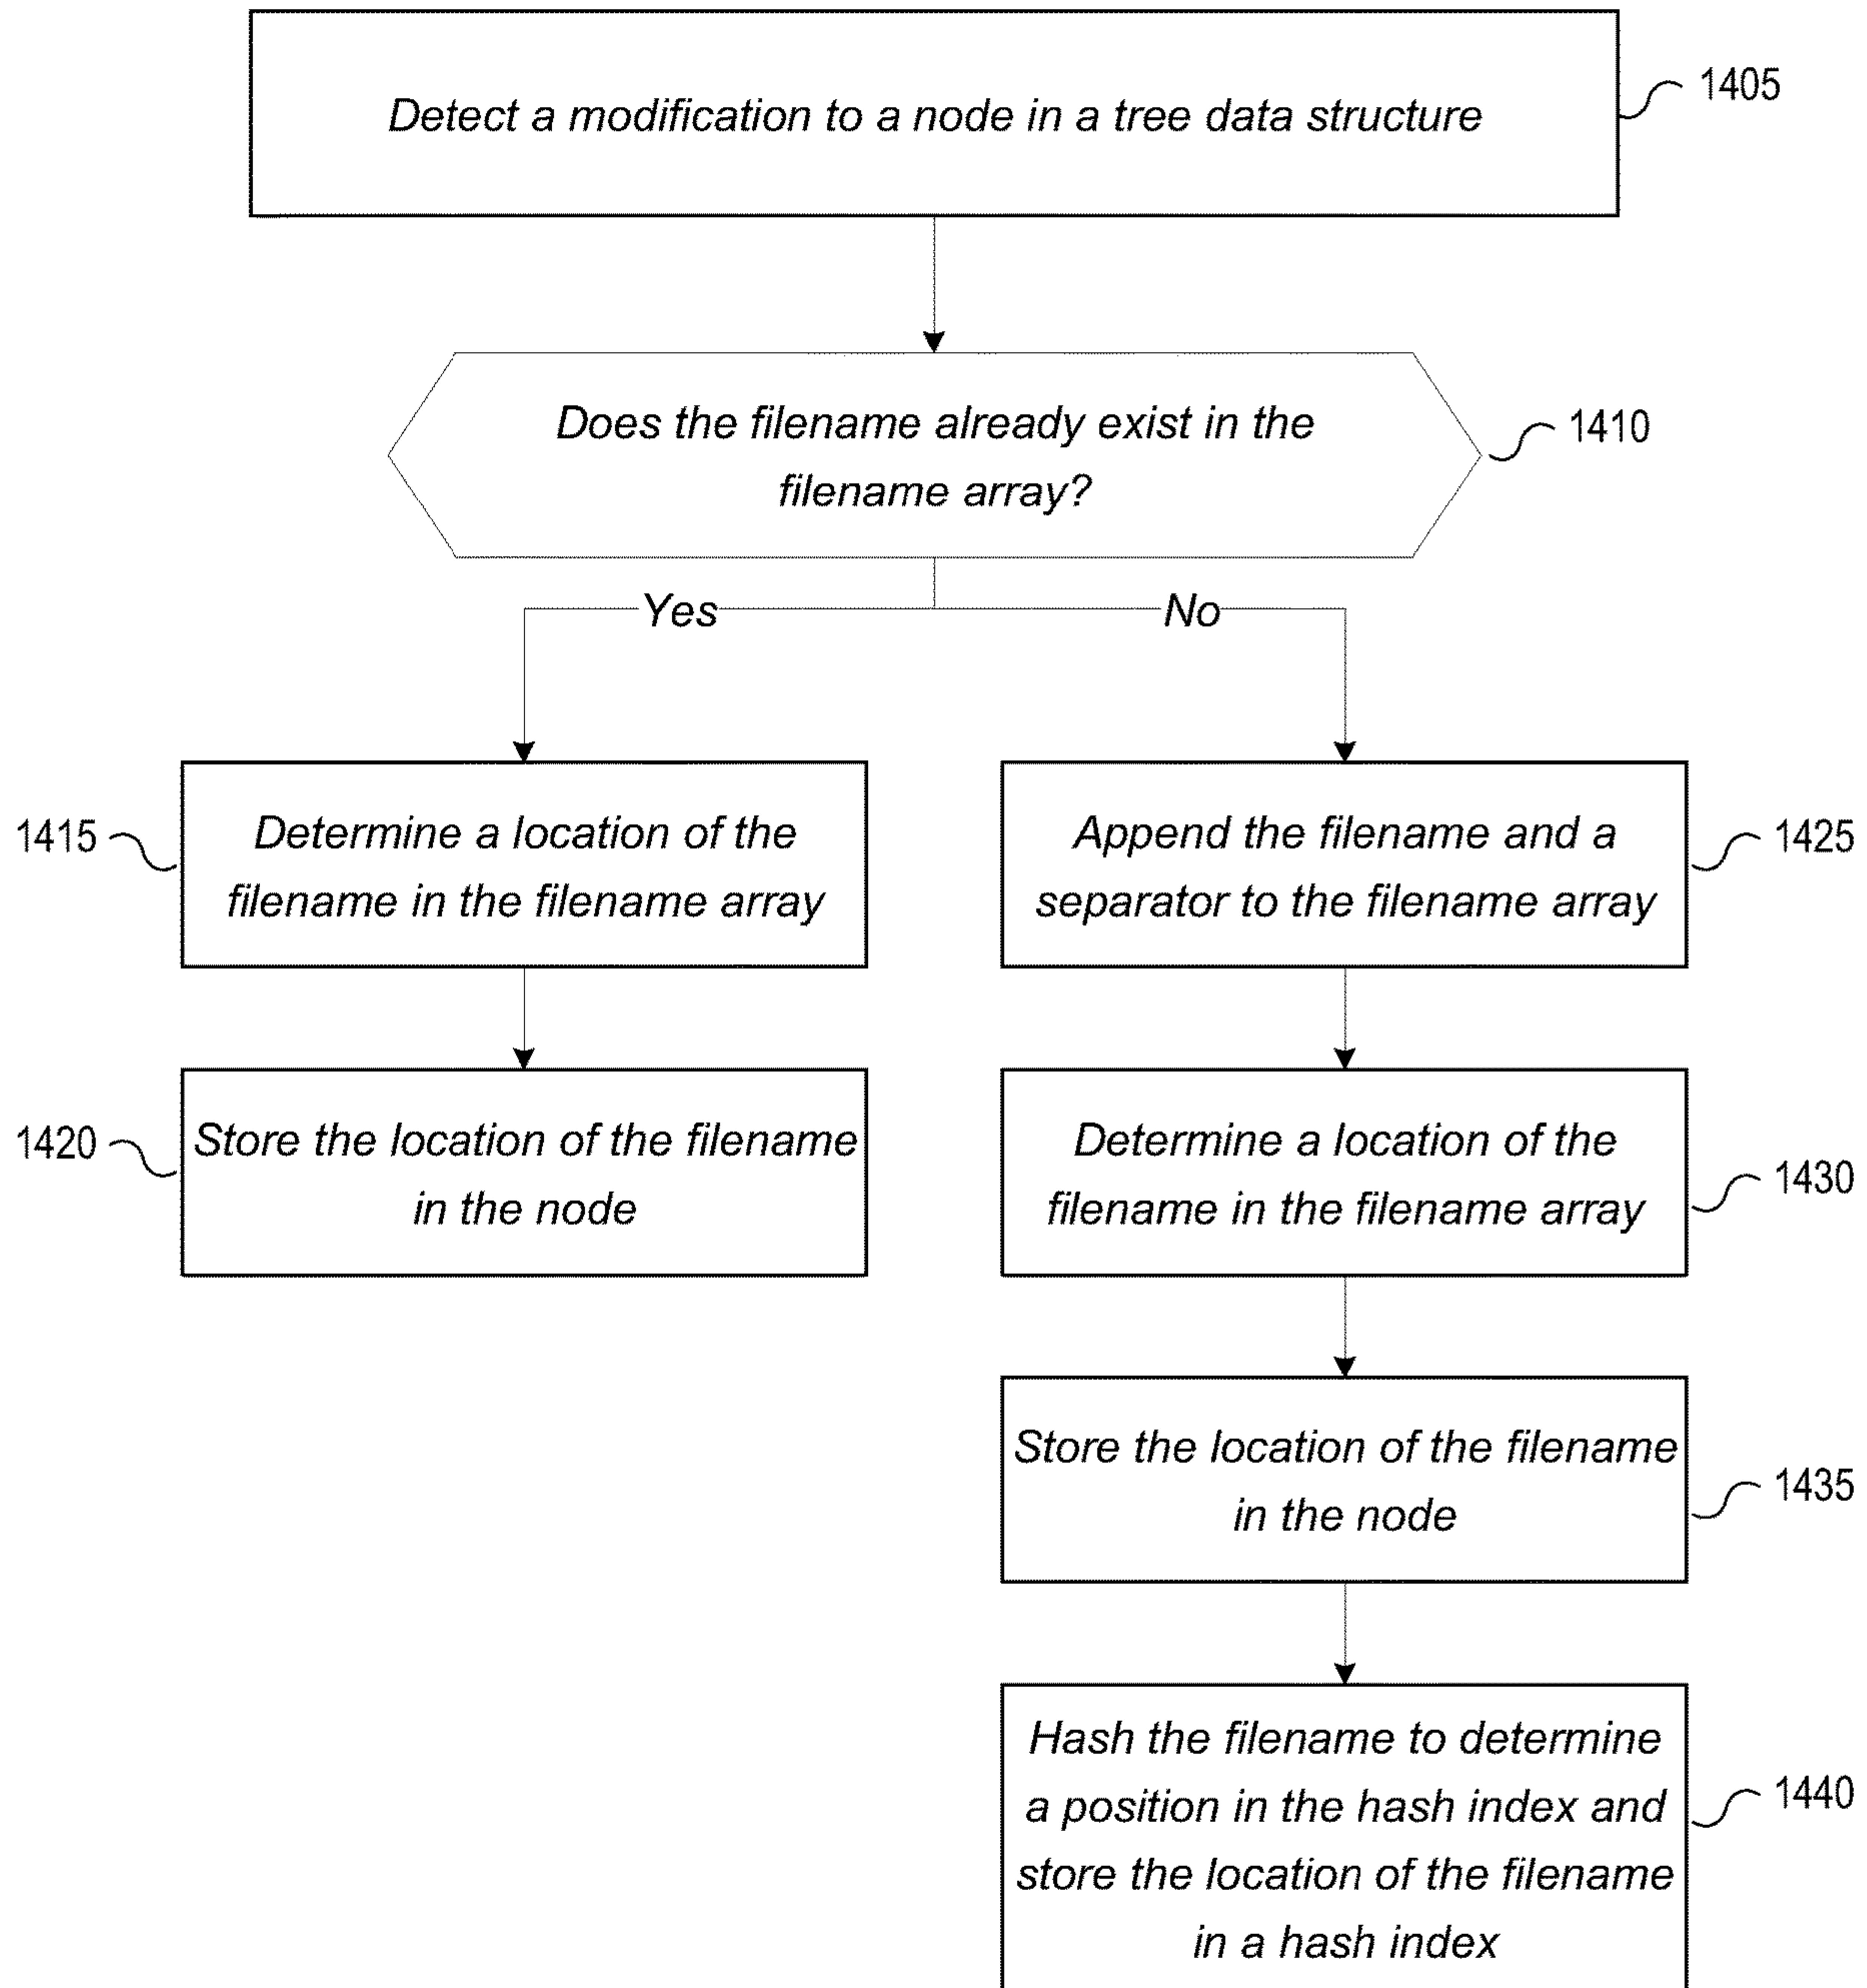 Detect a modification to a node in a tree data structure
1405
Does the filename already exist in the
filename array?
1410
Yes
No
1415
Determine a location of the
filename in the filename array
Append the filename and a
separator to the filename array
1425
1420
Store the location of the filename
in the node
Determine a location of the
filename in the filename array
1430
Store the location of the filename
in the node
1435
Hash the filename to determine
a position in the hash index and
store the location of the filename
in a hash index
1440